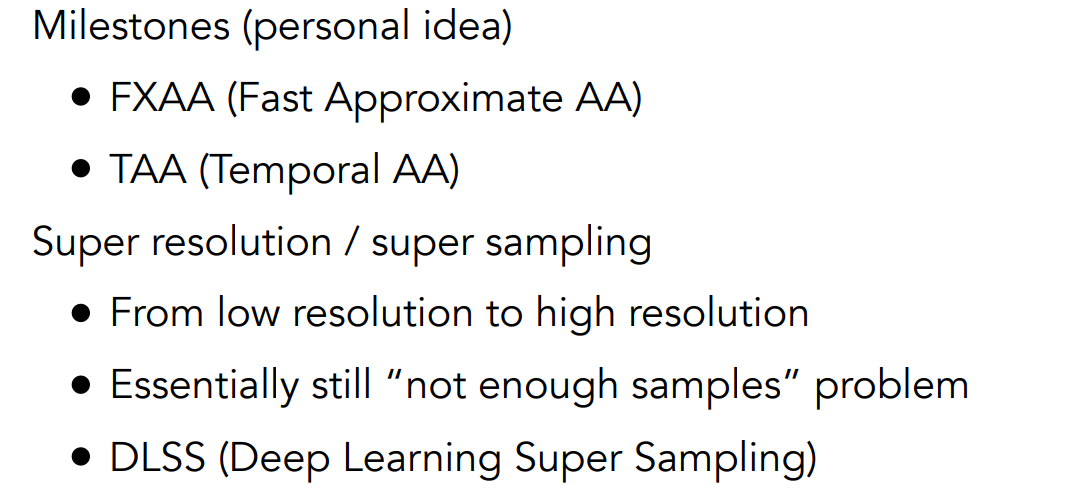 Milestones (personal idea)
• FXAA (Fast Approximate AA)
• TAA (Temporal AA)
Super resolution / super sampling
• From low resolution to high resolution
• Essentially still “not enough samples” problem
• DLSS (Deep Learning Super Sampling)